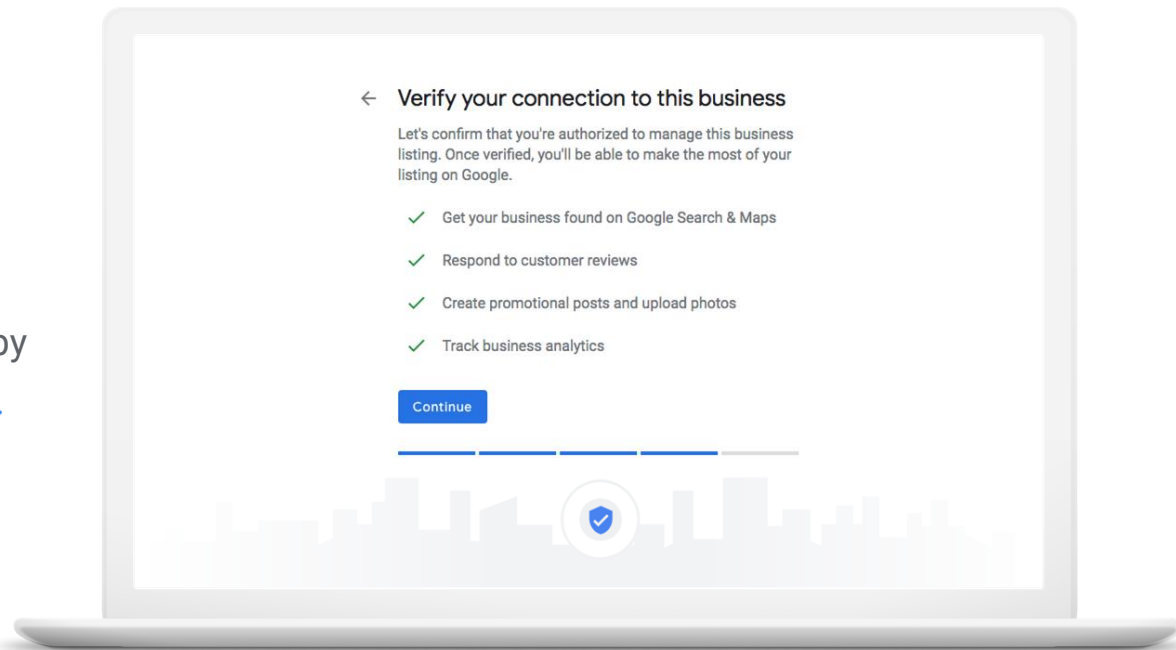 Verify your connection to this business
Let's confirm that you're authorized to manage this business
listing. Once verified, you'll be able to make the most of your
listing on Google.
Get your business found on Google Search & Maps
Respond to customer reviews
Create promotional posts and upload photos
by
Track business analytics
Continue